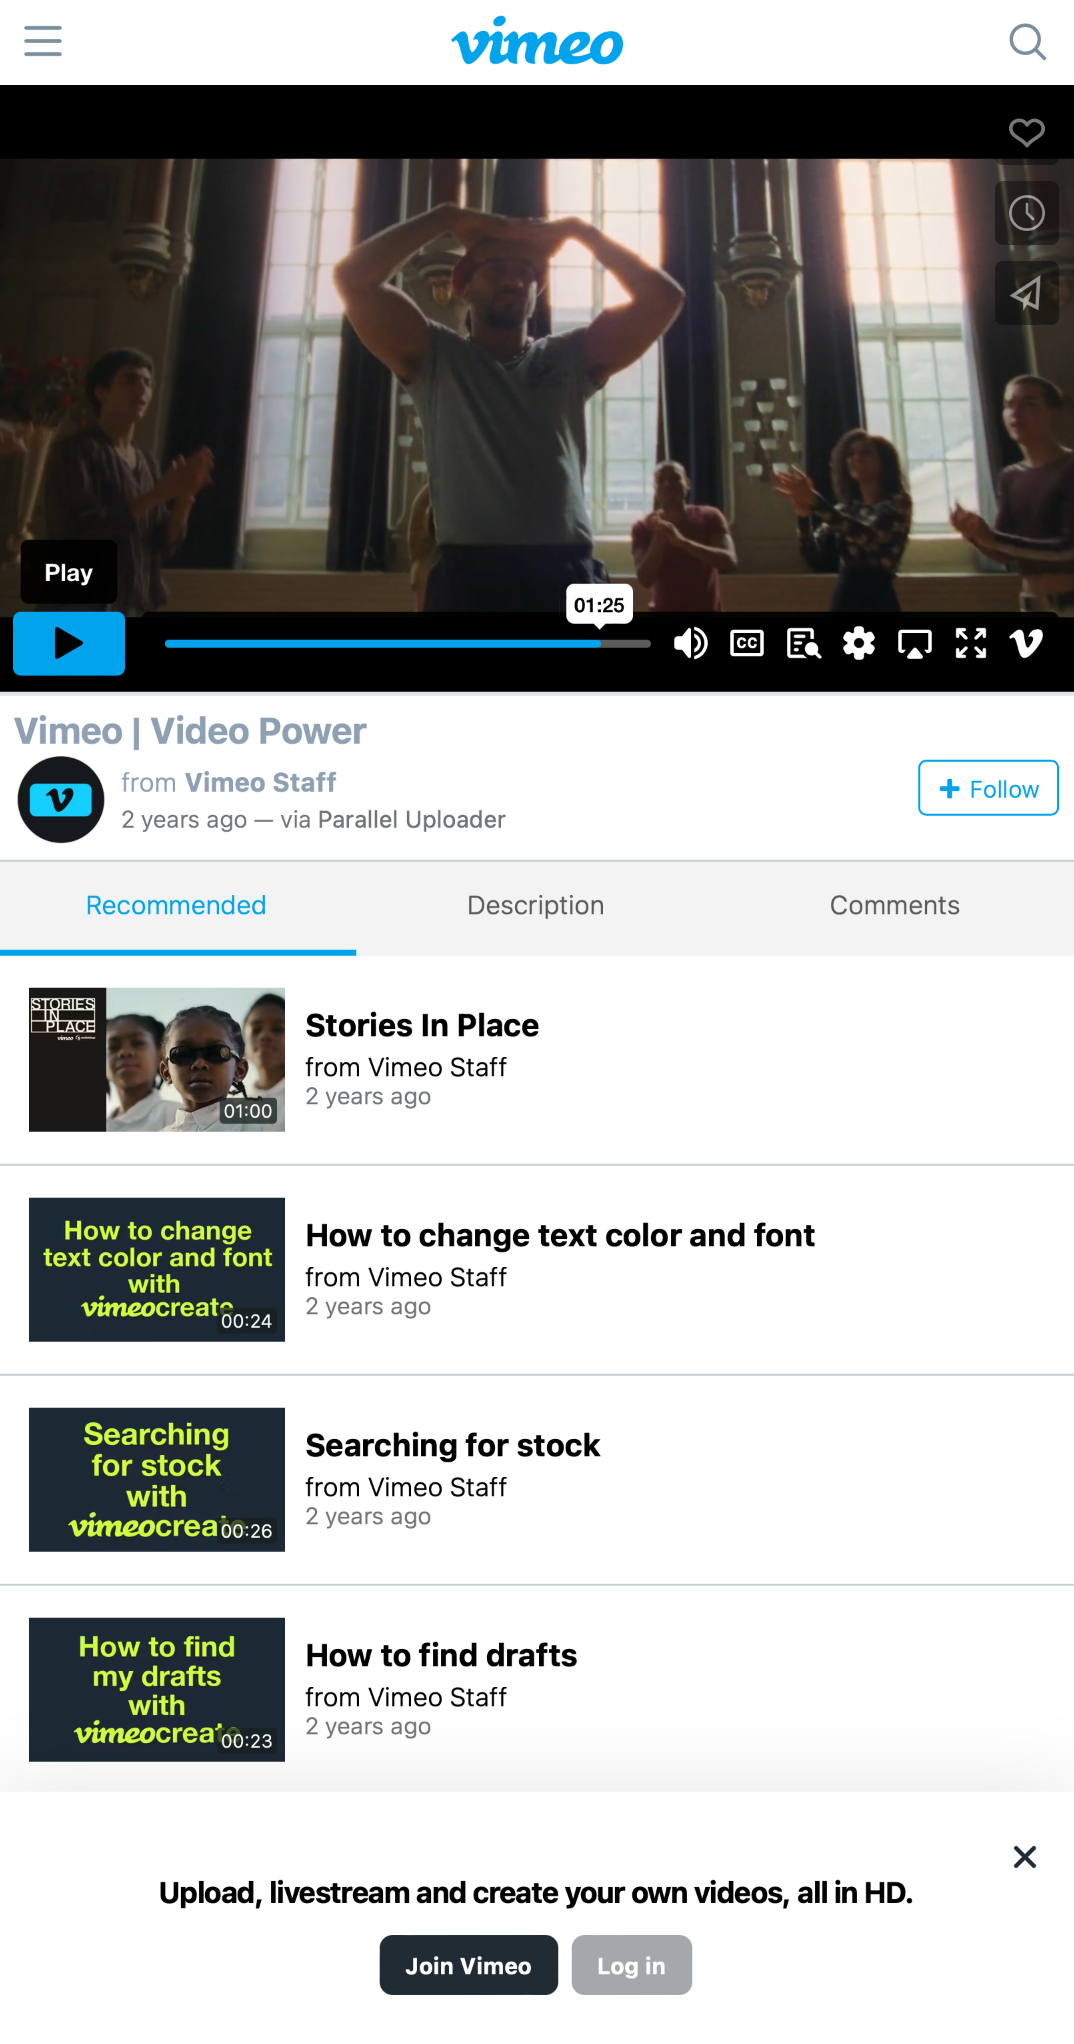 vimeo
Play
01:25
CC
Vimeo | Video Power
from Vimeo Staff
2 years ago — via Parallel Uploader
Follow
Recommended
Description
Comments
STORIES
IN
PLACE
vimeo
01:00
Stories In Place
from Vimeo Staff
2 years ago
How to change
text color and font
with
vimeocreate
00:24
How to change text color and font
from Vimeo Staff
2 years ago
Searching
for stock
with
vimeocreate
00:26
Searching for stock
from Vimeo Staff
2 years ago
How to find
my drafts
with
vimeocreate
00:23
How to find drafts
from Vimeo Staff
2 years ago
Upload, livestream and create your own videos, all in HD.
Join Vimeo
Log in